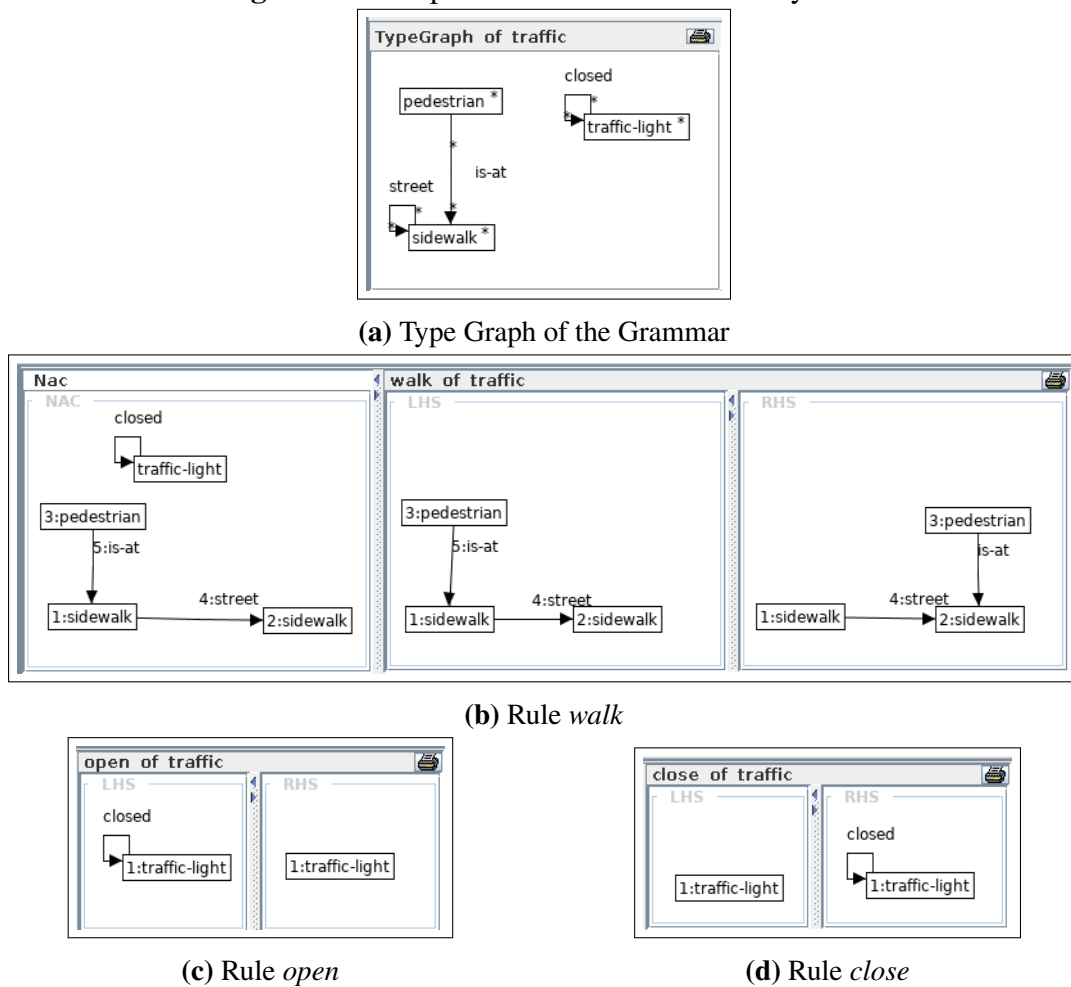 TypeGraph of traffic
closed
pedestrian *
*
*
traffic-light *
*
is-at
street
*
*
*
sidewalk *
(a) Type Graph of the Grammar
Nac
walk of traffic
NAC
LHS
RHS
closed
traffic-light
3:pedestrian
5:is-at
4:street
1:sidewalk
2:sidewalk
3:pedestrian
5:is-at
4:street
1:sidewalk
2:sidewalk
3:pedestrian
is-at
4:street
1:sidewalk
2:sidewalk
(b) Rule walk
open of traffic
LHS
RHS
closed
1:traffic-light
1:traffic-light
close of traffic
LHS
RHS
closed
1:traffic-light
1:traffic-light
(c) Rule open
(d) Rule close